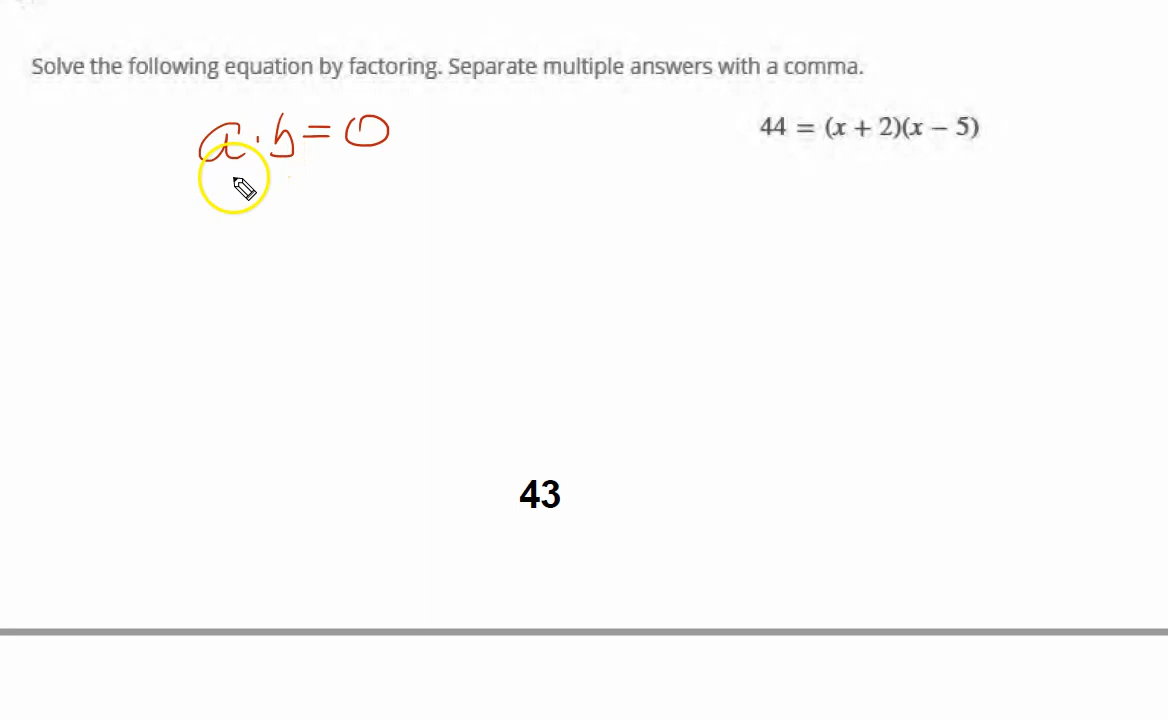 Solve the following equation by factoring. Separate multiple answers with a comma.
a · b = 0
44 = (x + 2)(x − 5)
43